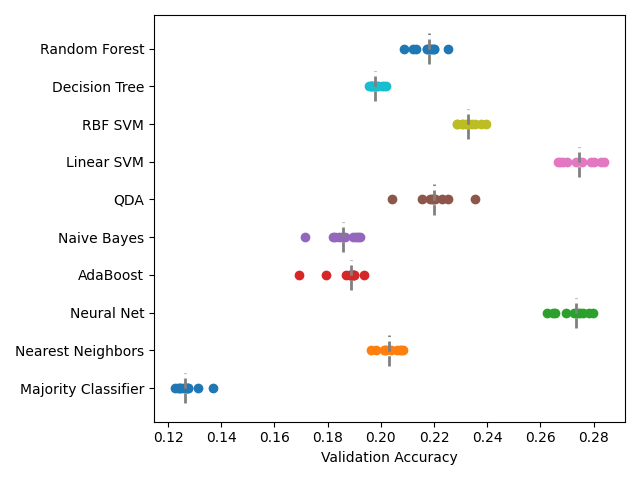 Random Forest
Decision Tree
RBF SVM
Linear SVM
QDA
Naive Bayes
AdaBoost
Neural Net
Nearest Neighbors
Majority Classifier
0.12 0.14 0.16 0.18 0.20 0.22 0.24 0.26 0.28
Validation Accuracy